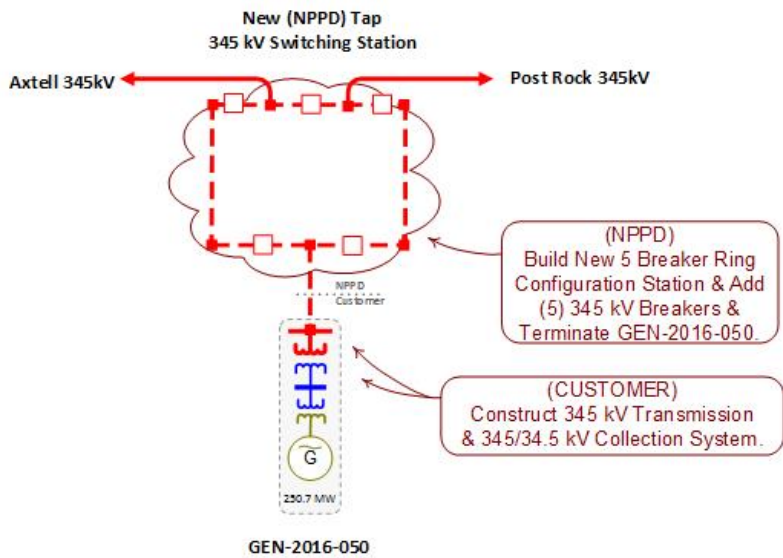 New (NPPD) Tap
345 kV Switching Station
Axtell 345kV
Post Rock 345kV
(NPPD)
Build New 5 Breaker Ring
Configuration Station & Add
(5) 345 kV Breakers &
Terminate GEN-2016-050.
NPPD
Customer
(CUSTOMER)
Construct 345 kV Transmission
& 345/34.5 kV Collection System.
G
250.7 MW
GEN-2016-050